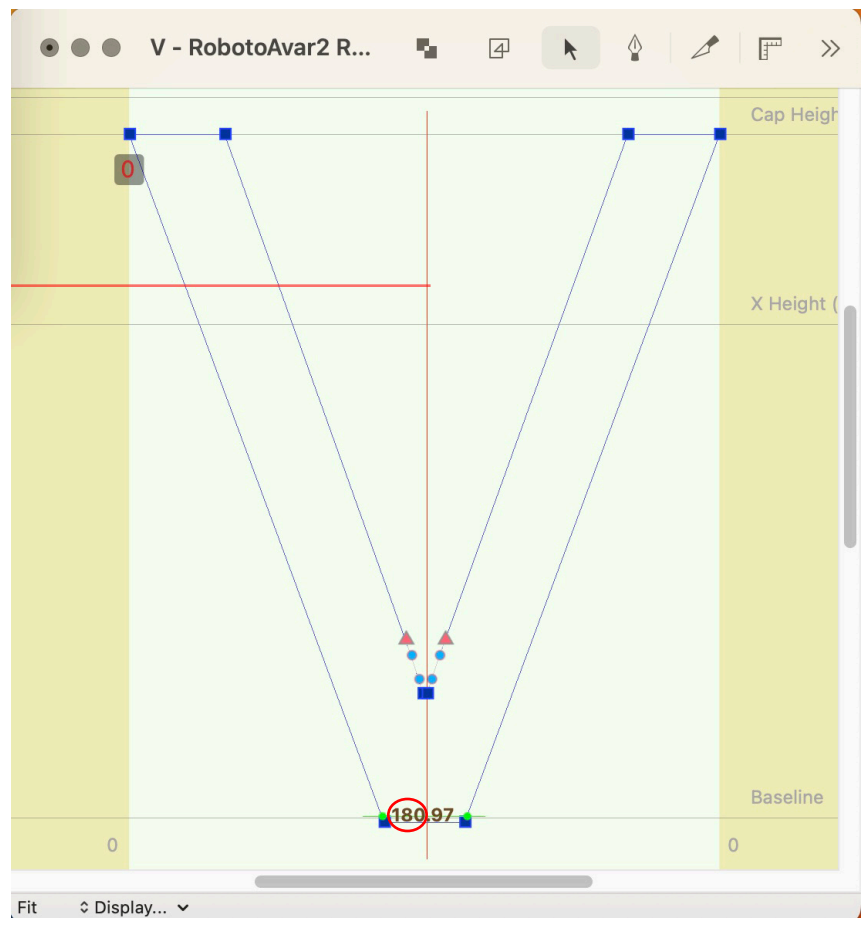 V - RobotoAvar2 R...
Cap Heigh
0
X Height (
180.97
Baseline
0
0
Fit
Display...